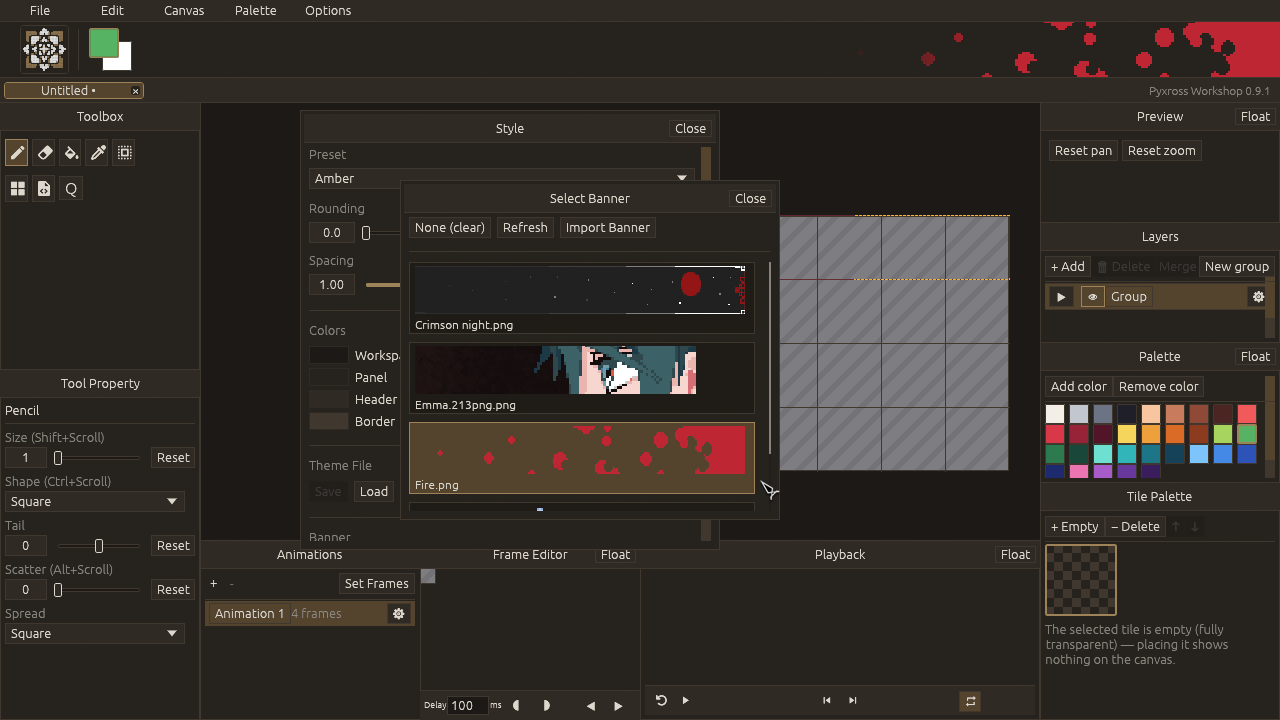 File Edit Canvas Palette Options
Untitled •
Pyxross Workshop 0.9.1
Toolbox
Q
Tool Property
Pencil
Size (Shift+Scroll)
1 Reset
Shape (Ctrl+Scroll)
Square
Tail
0 Reset
Scatter (Alt+Scroll)
0 Reset
Spread
Square
Style Close
Preset
Amber
Rounding
0.0
Spacing
1.00
Colors
Workspa
Panel
Header
Border
Theme File
Save Load
Banner
Select Banner Close
None (clear) Refresh Import Banner
Crimson night.png
Emma.213png.png
Fire.png
Animations
+ - Set Frames
Animation 1 4 frames
Frame Editor Float
Delay 100 ms
Playback Float
Preview Float
Reset pan Reset zoom
Layers
+ Add Delete Merge New group
Group
Palette Float
Add color Remove color
Tile Palette
+ Empty − Delete ↑ ↓
The selected tile is empty (fully
transparent) — placing it shows
nothing on the canvas.